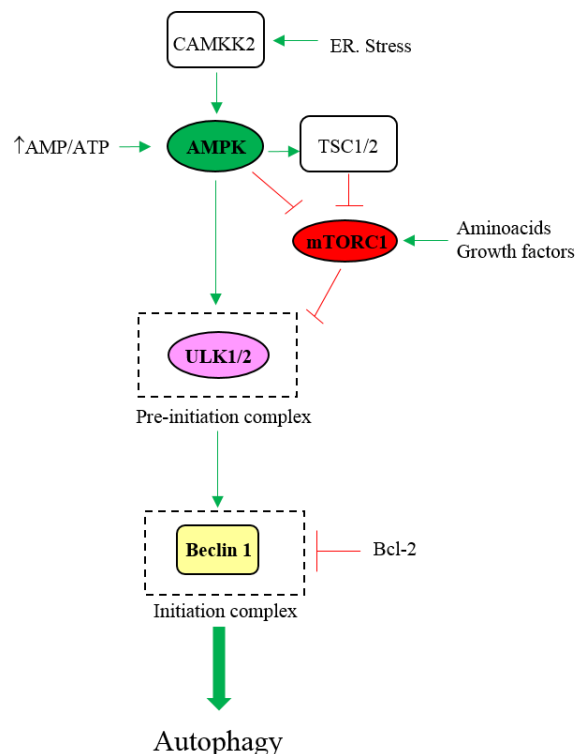 CAMKK2
ER. Stress
↑AMP/ATP
AMPK
TSC1/2
mTORC1
Aminoacids
Growth factors
ULK1/2
Pre-initiation complex
Beclin 1
Bcl-2
Initiation complex
Autophagy